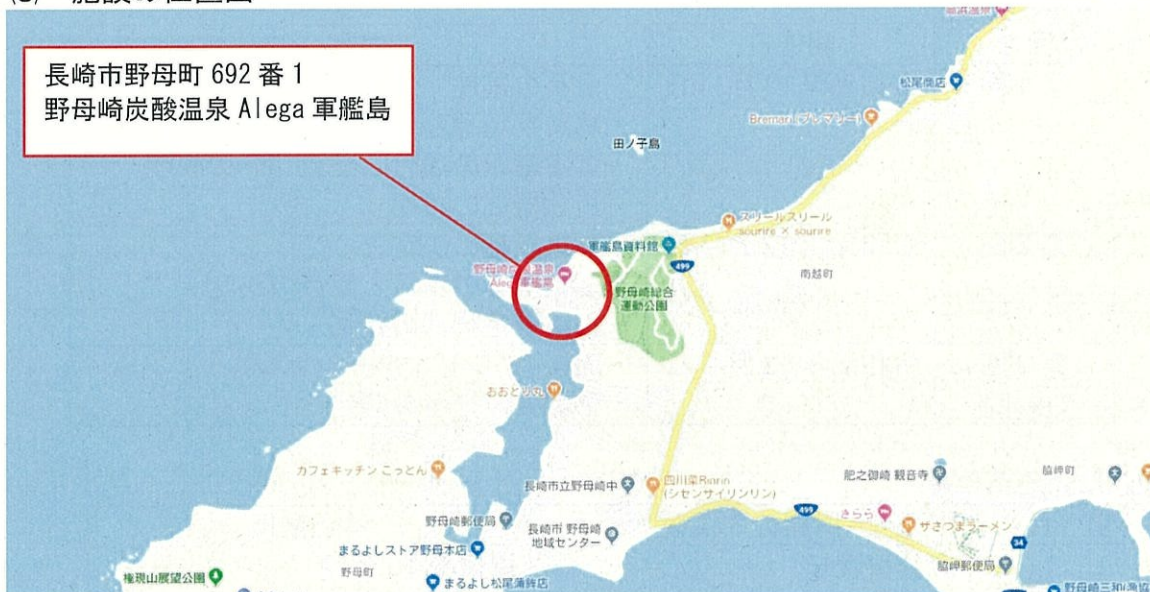 長崎市野母町 692 番 1
野母崎炭酸温泉 Alega 軍艦島
松尾商店
Bremari(ブレマリー)
田ノ子島
スリールスリール
sourire × sourire
軍艦島資料館
499
野母崎炭酸温泉
Alega 軍艦島
野母崎総合
運動公園
南越町
おおとり丸
カフェキッチン こっとん
長崎市立野母崎中
四川菜Rinrin
(シセンサイリンリン)
肥之御崎 観音寺
脇岬町
499
きらら
ザさつまラーメン
野母崎郵便局
長崎市 野母崎
地域センター
34
まるよしストア野母本店
脇岬郵便局
権現山展望公園
野母町
まるよし松尾蒲鉾店